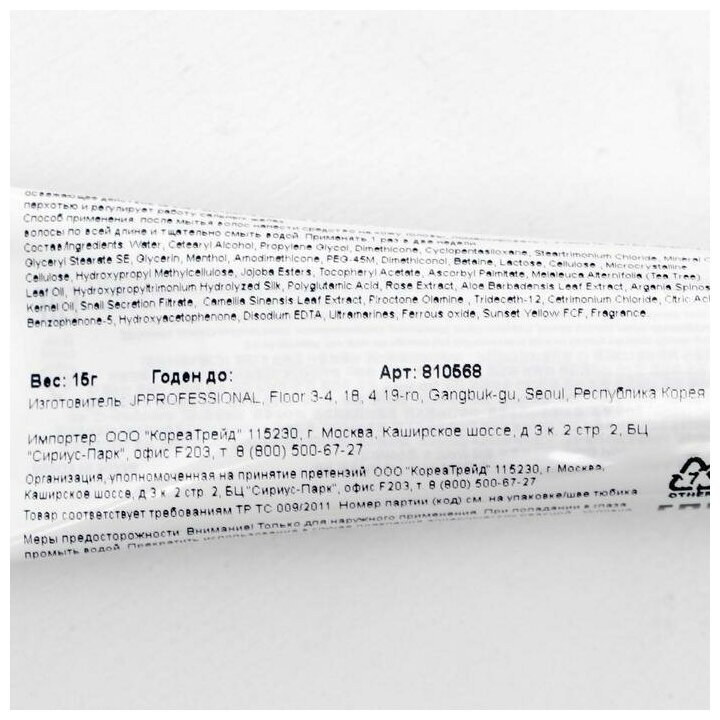 освежающее
перхотью и регулирует работу сальных желез.
Способ применения: после мытья волос нанести средство на кожу
волосы по всей длине и тщательно смыть водой. Применять 1 раз в две недели.
Состав/Ingredients: Water, Cetearyl Alcohol, Propylene Glycol, Dimethicone, Cyclopentasiloxane, Steartrimonium Chloride, Mineral O
Glyceryl Stearate SE, Glycerin, Menthol, Amodimethicone, PEG-45M, Dimethiconol, Betaine, Lactose, Cellulose, Microcrystalline
Cellulose, Hydroxypropyl Methylcellulose, Jojoba Esters, Tocopheryl Acetate, Ascorbyl Palmitate, Melaleuca Alternifolia (Tea Tree)
Leaf Oil, Hydroxypropyltrimonium Hydrolyzed Silk, Polyglutamic Acid, Rose Extract, Aloe Barbadensis Leaf Extract, Argania Spinos
Kernel Oil, Snail Secretion Filtrate, Camellia Sinensis Leaf Extract, Piroctone Olamine , Trideceth-12, Cetrimonium Chloride, Citric Aci
Benzophenone-5, Hydroxyacetophenone, Disodium EDTA, Ultramarines, Ferrous oxide, Sunset Yellow FCF, Fragrance.
Вес: 15г Годен до: Арт: 810568
Изготовитель: JPPROFESSIONAL, Floor 3-4, 18, 4.19-ro, Gangbuk-gu, Seoul, Республика Корея
Импортер: ООО "КореаТрейд" 115230, г. Москва, Каширское шоссе, д 3 к. 2 стр. 2, БЦ
"Сириус-Парк", офис F203, т. 8 (800) 500-67-27
Организация, уполномоченная на принятие претензий: ООО "КореаТрейд" 115230, г. Москва,
Каширское шоссе, д 3 к. 2 стр. 2, БЦ "Сириус-Парк", офис F203, т. 8 (800) 500-67-27
Товар соответствует требованиям ТР ТС 009/2011. Номер партии (код) см. на упаковке/шве тюбика
Меры предосторожности: Внимание! Только для наружного применения. При попадании в глаза
промыть водой. Прекратить использование в случае
7
OTHER